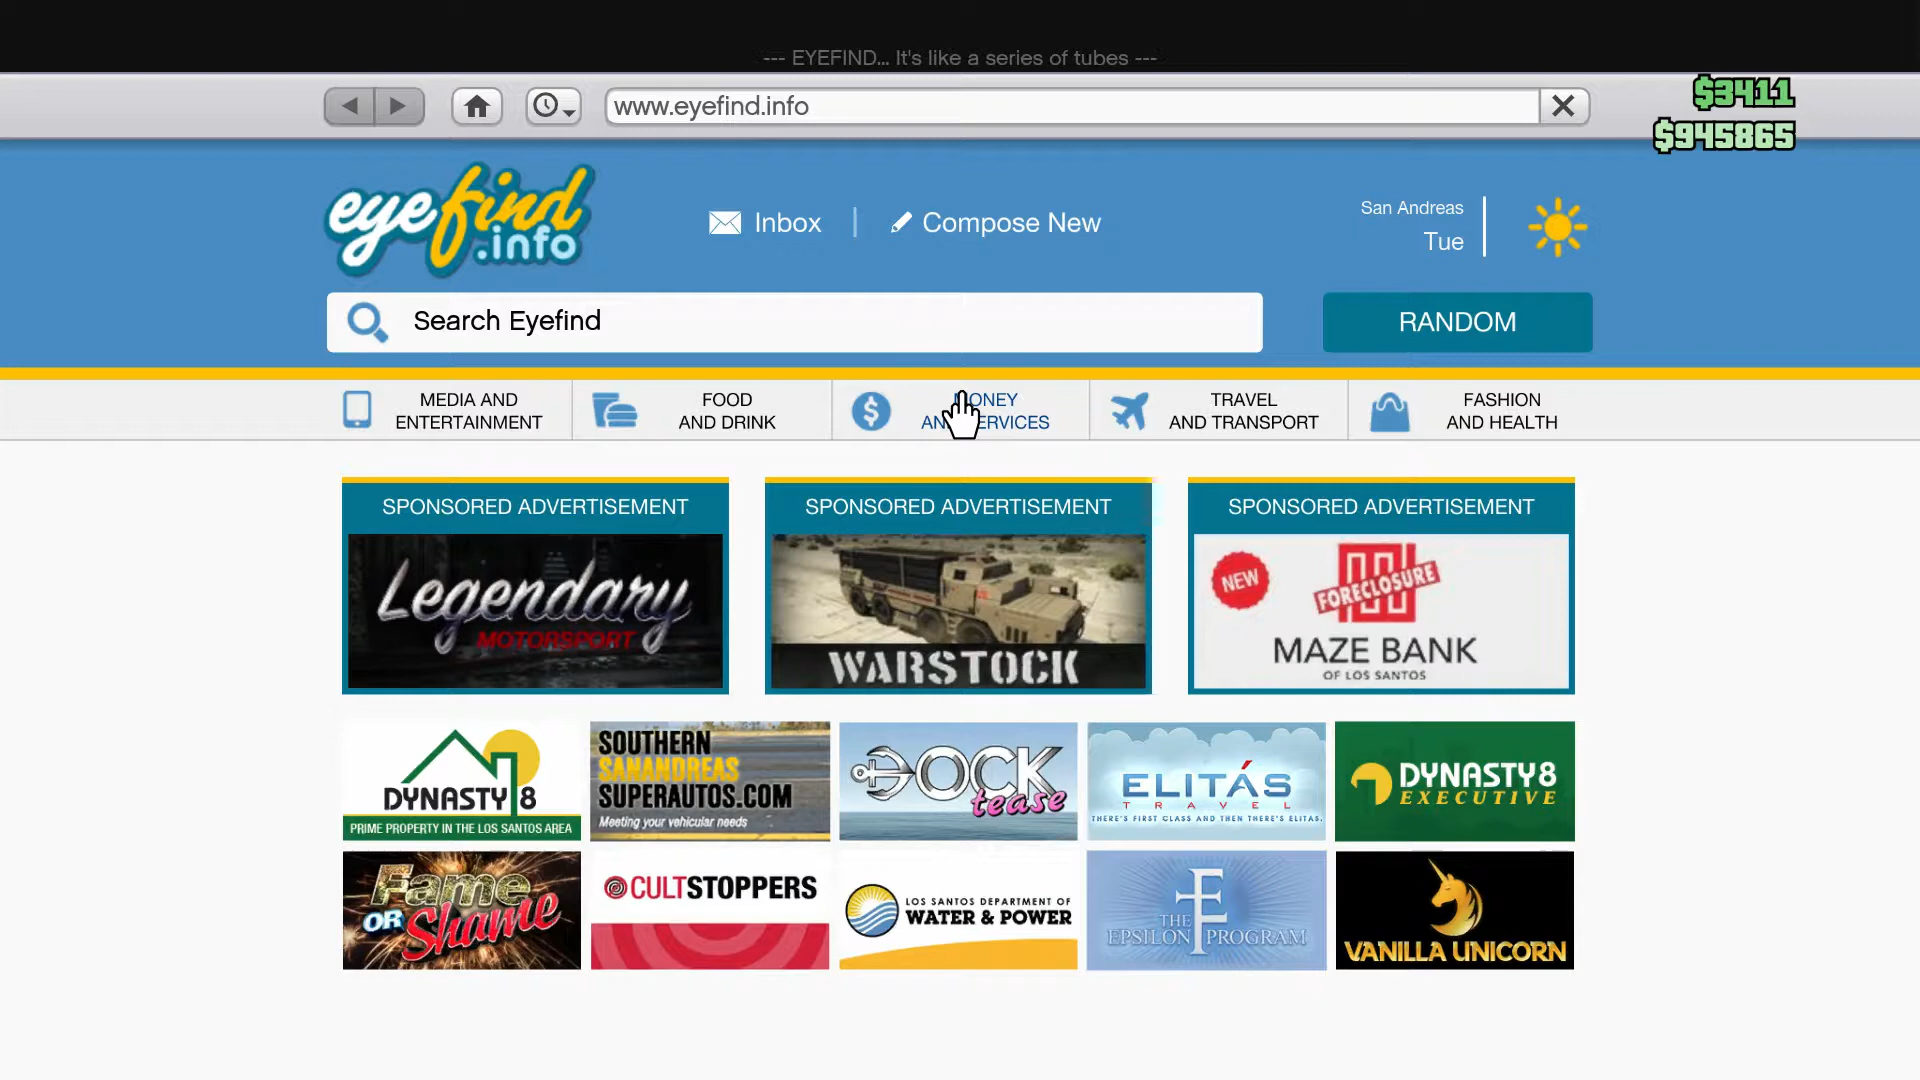 --- EYEFIND... It's like a series of tubes ---
www.eyefind.info
$3411
$945865
eyefind
.info
Inbox
Compose New
San Andreas
Tue
Search Eyefind
RANDOM
MEDIA AND
ENTERTAINMENT
FOOD
AND DRINK
MONEY
AND SERVICES
TRAVEL
AND TRANSPORT
FASHION
AND HEALTH
SPONSORED ADVERTISEMENT
Legendary
MOTORSPORT
SPONSORED ADVERTISEMENT
WARSTOCK
SPONSORED ADVERTISEMENT
NEW
FORECLOSURE
MAZE BANK
OF LOS SANTOS
DYNASTY 8
PRIME PROPERTY IN THE LOS SANTOS AREA
SOUTHERN
SANANDREAS
SUPERAUTOS.COM
Meeting your vehicular needs
DOCK
tease
ELITÁS
TRAVEL
THERE'S FIRST CLASS AND THEN THERE'S ELITAS.
DYNASTY8
EXECUTIVE
Fame
OR Shame
CULTSTOPPERS
LOS SANTOS DEPARTMENT OF
WATER & POWER
THE
EPSILON PROGRAM
VANILLA UNICORN